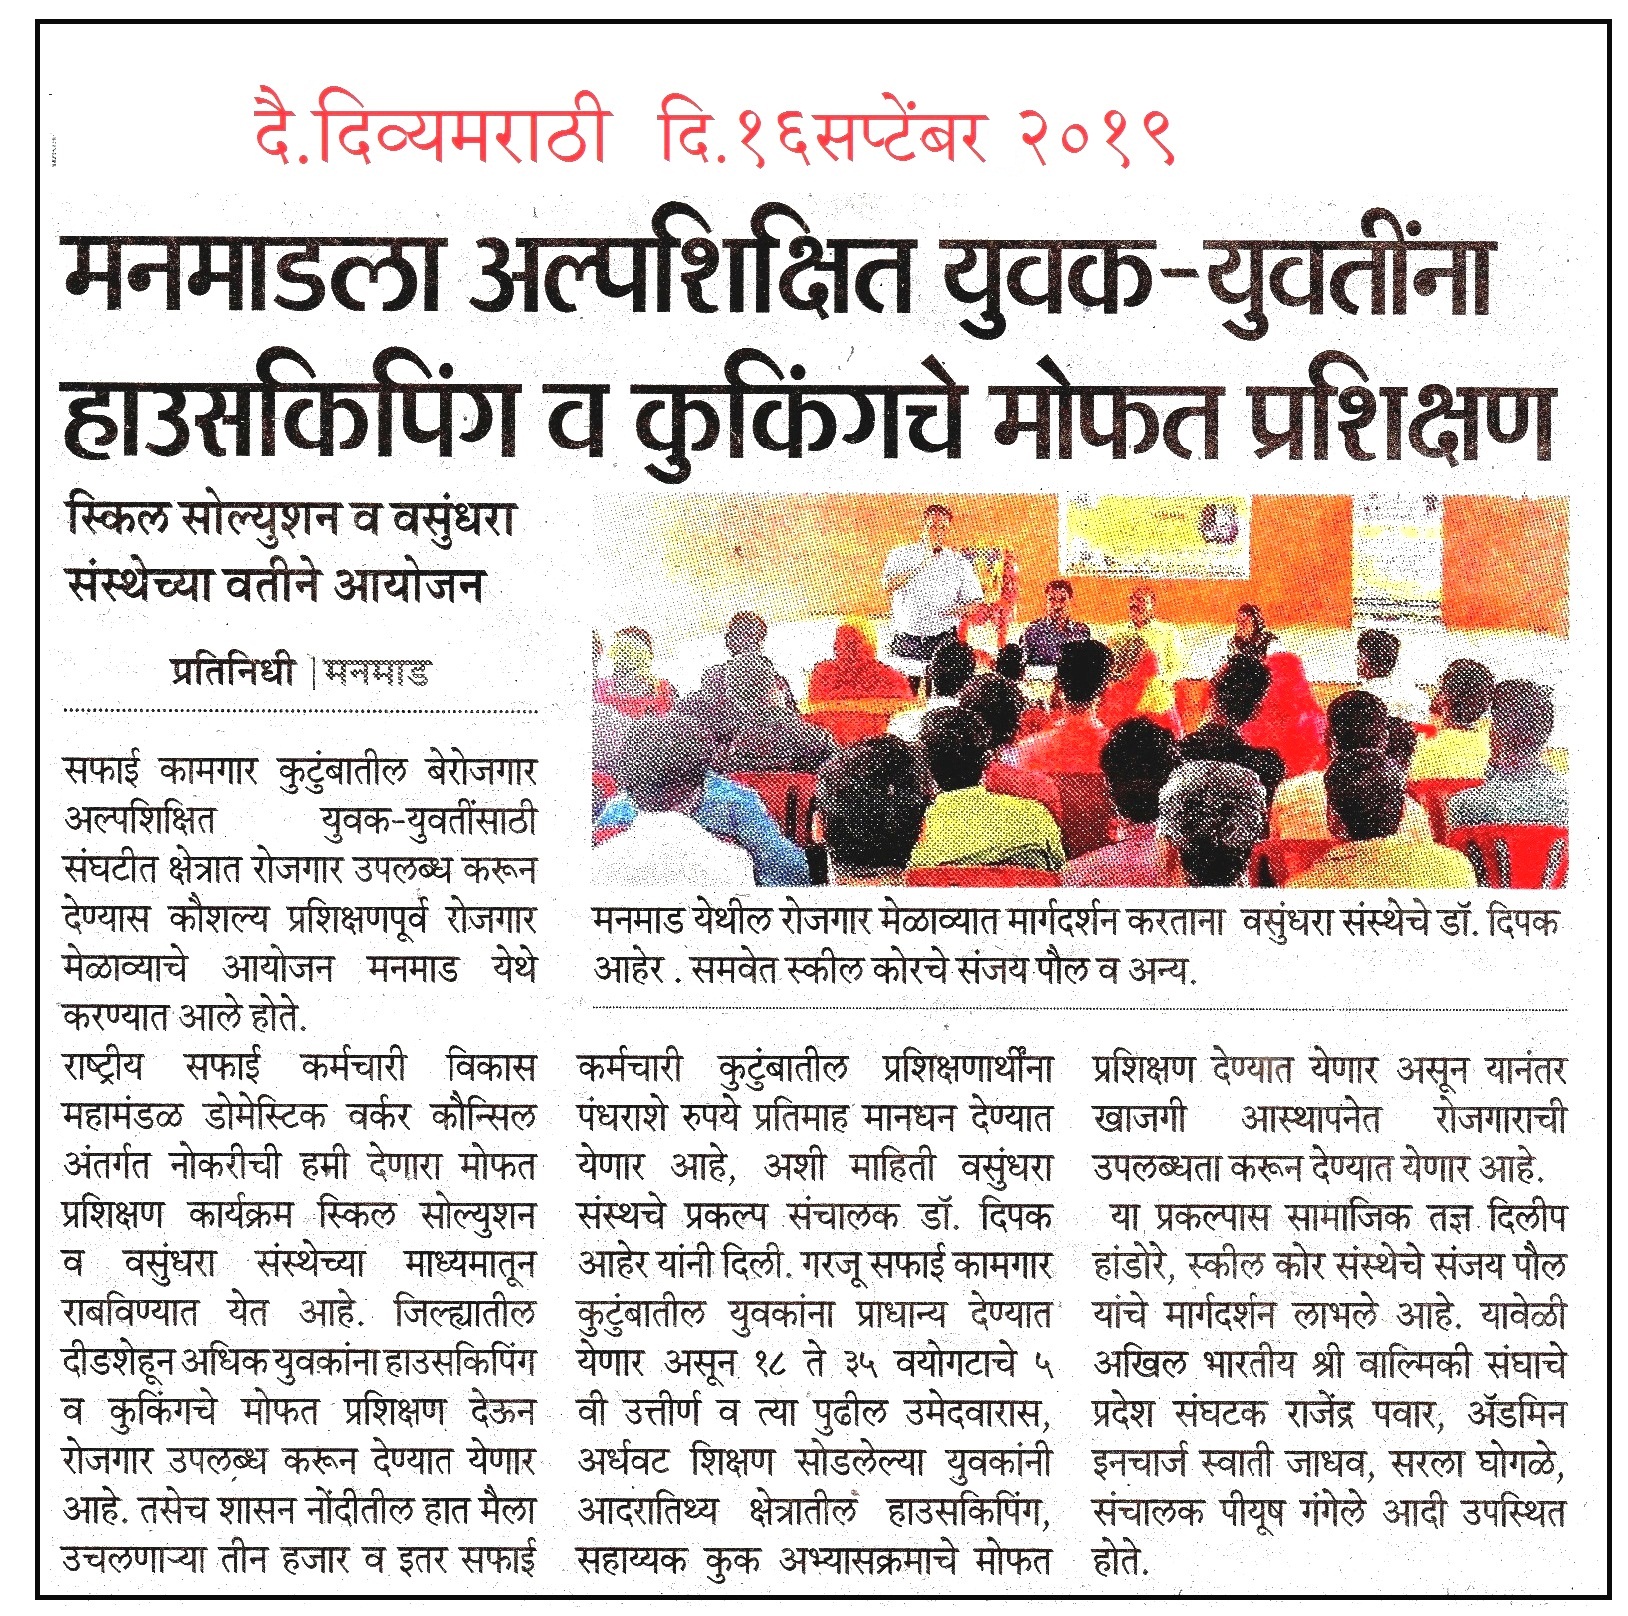 दै.दिव्यमराठी दि.१६सप्टेंबर २०१९
मनमाडला अल्पशिक्षित युवक-युवतींना
हाउसकिपिंग व कुकिंगचे मोफत प्रशिक्षण
स्किल सोल्युशन व वसुंधरा
संस्थेच्या वतीने आयोजन
प्रतिनिधी | मनमाड
सफाई कामगार कुटुंबातील बेरोजगार
अल्पशिक्षित युवक-युवतींसाठी
संघटीत क्षेत्रात रोजगार उपलब्ध करून
देण्यास कौशल्य प्रशिक्षणपूर्व रोजगार
मेळाव्याचे आयोजन मनमाड येथे
करण्यात आले होते.
राष्ट्रीय सफाई कर्मचारी विकास
महामंडळ डोमेस्टिक वर्कर कौन्सिल
अंतर्गत नोकरीची हमी देणारा मोफत
प्रशिक्षण कार्यक्रम स्किल सोल्युशन
व वसुंधरा संस्थेच्या माध्यमातून
राबविण्यात येत आहे. जिल्ह्यातील
दीडशेहून अधिक युवकांना हाउसकिपिंग
व कुकिंगचे मोफत प्रशिक्षण देऊन
रोजगार उपलब्ध करून देण्यात येणार
आहे. तसेच शासन नोंदीतील हात मैला
उचलणाऱ्या तीन हजार व इतर सफाई
मनमाड येथील रोजगार मेळाव्यात मार्गदर्शन करताना वसुंधरा संस्थेचे डॉ. दिपक
आहेर . समवेत स्कील कोरचे संजय पौल व अन्य.
कर्मचारी कुटुंबातील प्रशिक्षणार्थींना
पंधराशे रुपये प्रतिमाह मानधन देण्यात
येणार आहे, अशी माहिती वसुंधरा
संस्थचे प्रकल्प संचालक डॉ. दिपक
आहेर यांनी दिली. गरजू सफाई कामगार
कुटुंबातील युवकांना प्राधान्य देण्यात
येणार असून १८ ते ३५ वयोगटाचे ५
वी उत्तीर्ण व त्या पुढील उमेदवारास,
अर्धवट शिक्षण सोडलेल्या युवकांनी
आदरातिथ्य क्षेत्रातील हाउसकिपिंग,
सहाय्यक कुक अभ्यासक्रमाचे मोफत
प्रशिक्षण देण्यात येणार असून यानंतर
खाजगी आस्थापनेत रोजगाराची
उपलब्धता करून देण्यात येणार आहे.
या प्रकल्पास सामाजिक तज्ञ दिलीप
हांडोरे, स्कील कोर संस्थेचे संजय पौल
यांचे मार्गदर्शन लाभले आहे. यावेळी
अखिल भारतीय श्री वाल्मिकी संघाचे
प्रदेश संघटक राजेंद्र पवार, ॲडमिन
इनचार्ज स्वाती जाधव, सरला घोगळे,
संचालक पीयूष गंगेले आदी उपस्थित
होते.